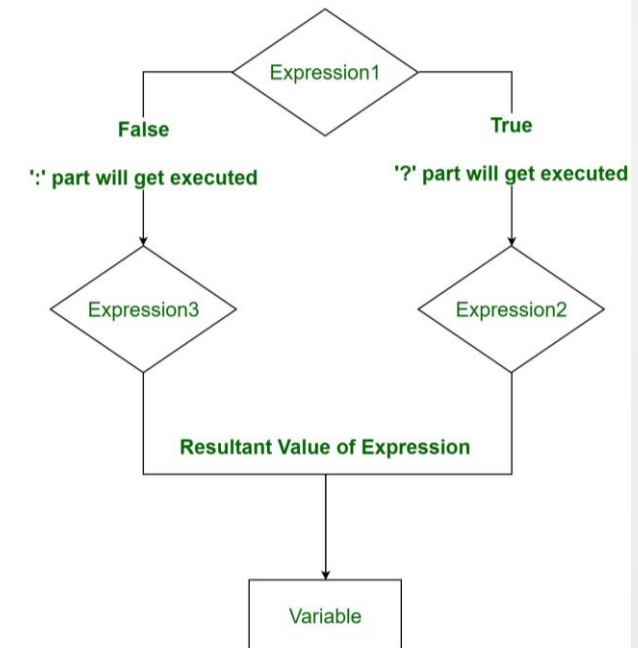 Expression1
False
True
':' part will get executed
'?' part will get executed
Expression3
Expression2
Resultant Value of Expression
Variable